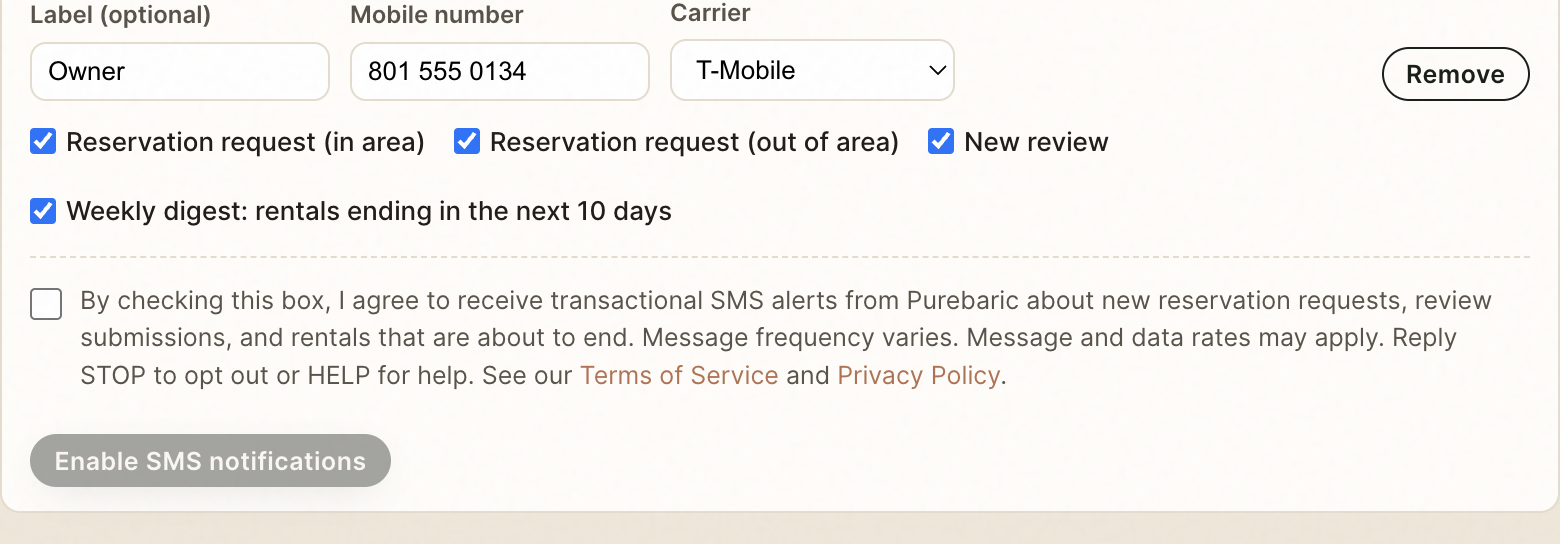 Label (optional) Mobile number Carrier
Owner 801 555 0134 T-Mobile Remove
Reservation request (in area) Reservation request (out of area) New review
Weekly digest: rentals ending in the next 10 days
By checking this box, I agree to receive transactional SMS alerts from Purebaric about new reservation requests, review
submissions, and rentals that are about to end. Message frequency varies. Message and data rates may apply. Reply
STOP to opt out or HELP for help. See our Terms of Service and Privacy Policy.
Enable SMS notifications